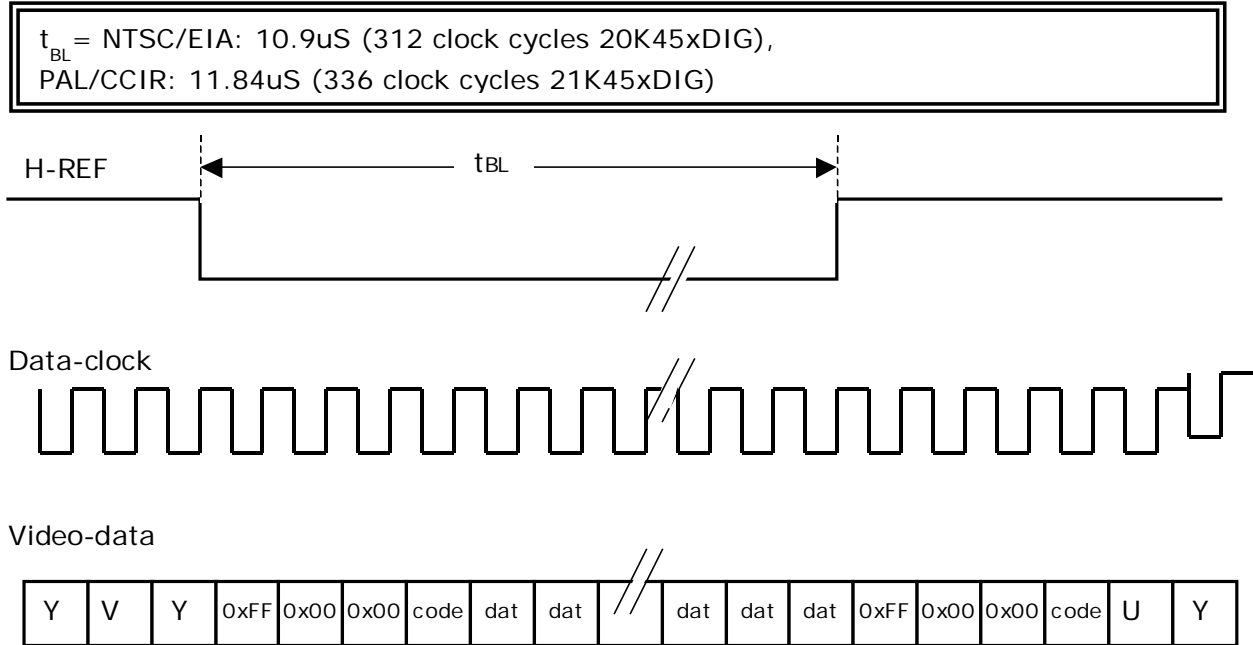 tBL = NTSC/EIA: 10.9uS (312 clock cycles 20K45xDIG),
PAL/CCIR: 11.84uS (336 clock cycles 21K45xDIG)
H-REF
tBL
Data-clock
Video-data
Y V Y 0xFF 0x00 0x00 code dat dat dat dat dat 0xFF 0x00 0x00 code U Y